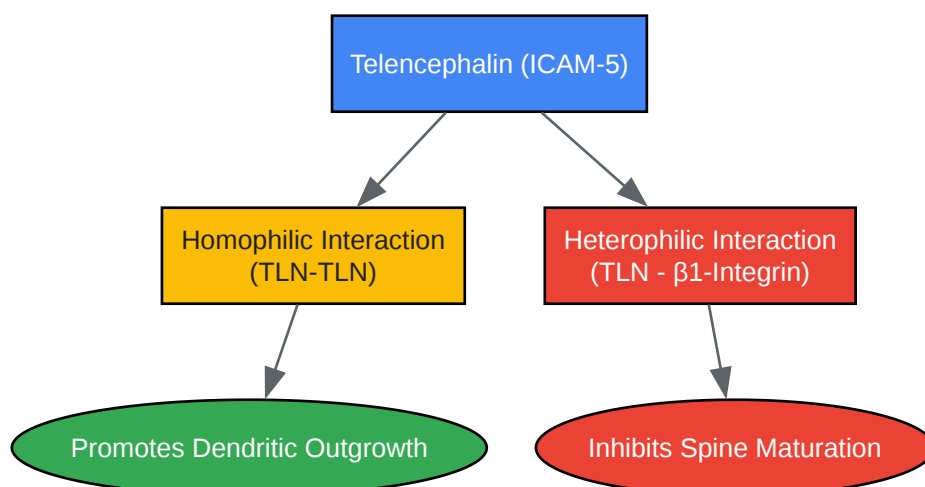 Telencephalin (ICAM-5)
Homophilic Interaction
(TLN-TLN)
Heterophilic Interaction
(TLN - β1-Integrin)
Promotes Dendritic Outgrowth
Inhibits Spine Maturation